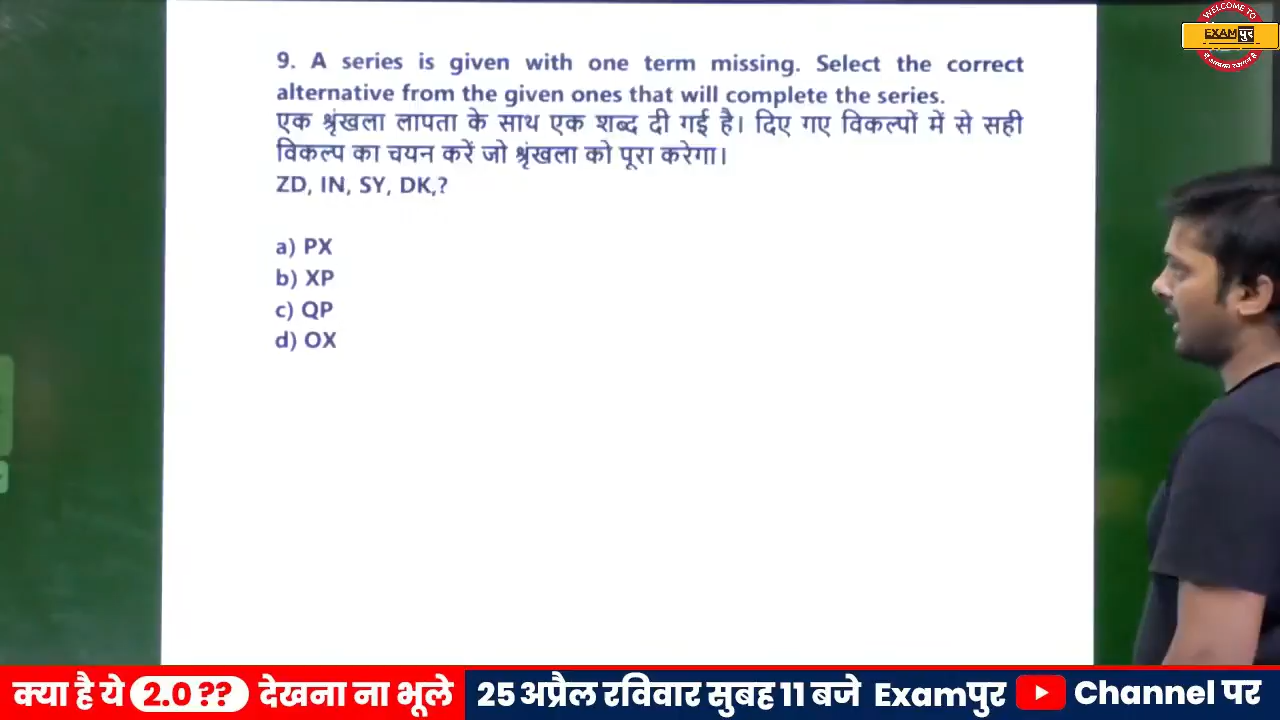 WELCOME TO
EXAMपुर
9. A series is given with one term missing. Select the correct
alternative from the given ones that will complete the series.
एक श्रृंखला लापता के साथ एक शब्द दी गई है। दिए गए विकल्पों में से सही
विकल्प का चयन करें जो श्रृंखला को पूरा करेगा।
ZD, IN, SY, DK,?
a) PX
b) XP
c) QP
d) OX
क्या है ये 2.0 ?? देखना ना भूले 25 अप्रैल रविवार सुबह 11 बजे Examपुर Channel पर